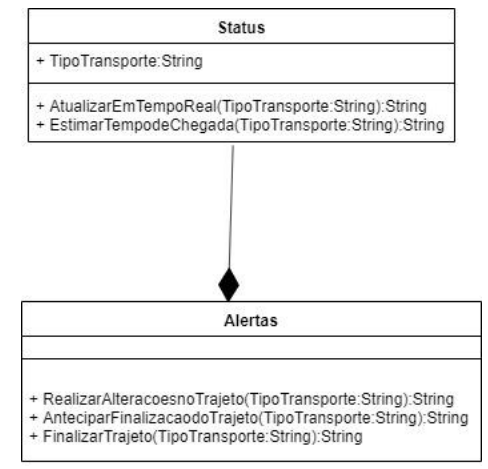 Status
+ TipoTransporte:String
+ AtualizarEmTempoReal(TipoTransporte:String):String
+ EstimarTempodeChegada(TipoTransporte:String):String
Alertas
+ RealizarAlteracoesnoTrajeto(TipoTransporte:String):String
+ AnteciparFinalizacaodoTrajeto(TipoTransporte:String):String
+ FinalizarTrajeto(TipoTransporte:String):String